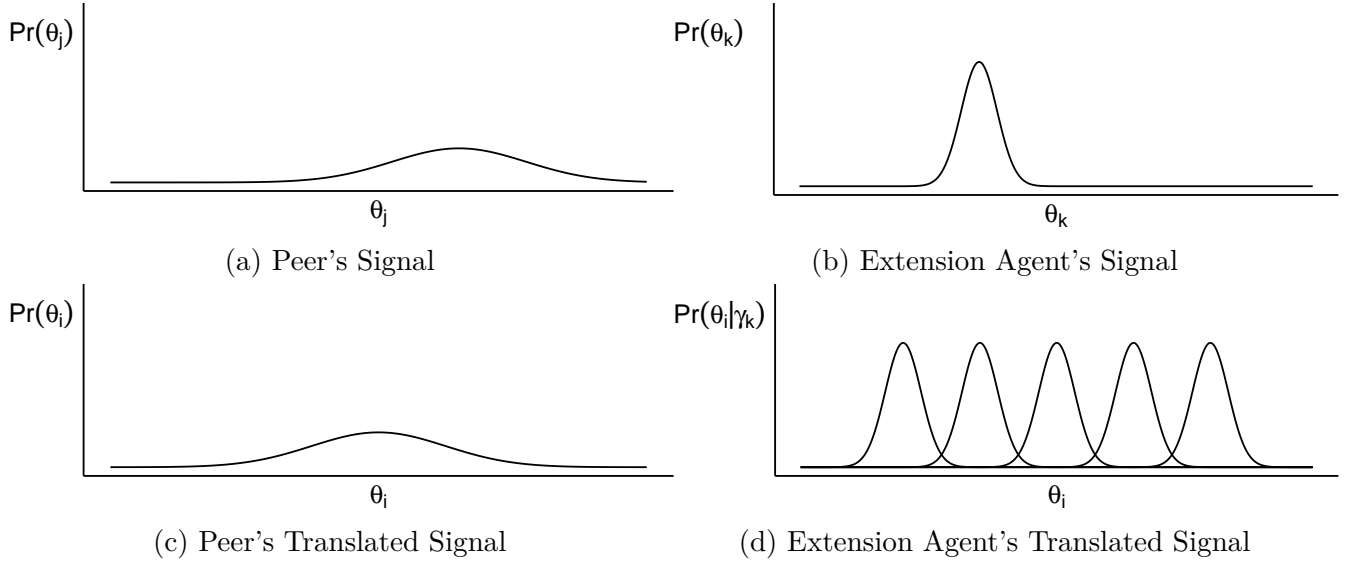 Pr(θj)
θj
(a) Peer's Signal
Pr(θk)
θk
(b) Extension Agent's Signal
Pr(θi)
θi
(c) Peer's Translated Signal
Pr(θi|γk)
θi
(d) Extension Agent's Translated Signal